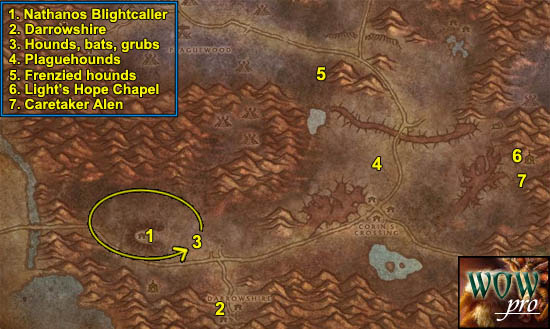 1. Nathanos Blightcaller
2. Darrowshire
3. Hounds, bats, grubs
4. Plaguehounds
5. Frenzied hounds
6. Light's Hope Chapel
7. Caretaker Alen
PLAGUEWOOD
5
6
4
7
1
3
CORIN'S
CROSSING
DARROWSHIRE
2
WOW
pro